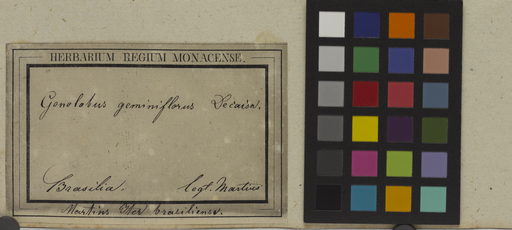 HERBARIUM REGIUM MONACENSE.
Gonolobus geminiflorus Decaisn.
Brasilia. legt. Martius
Martius Iter brasiliense.